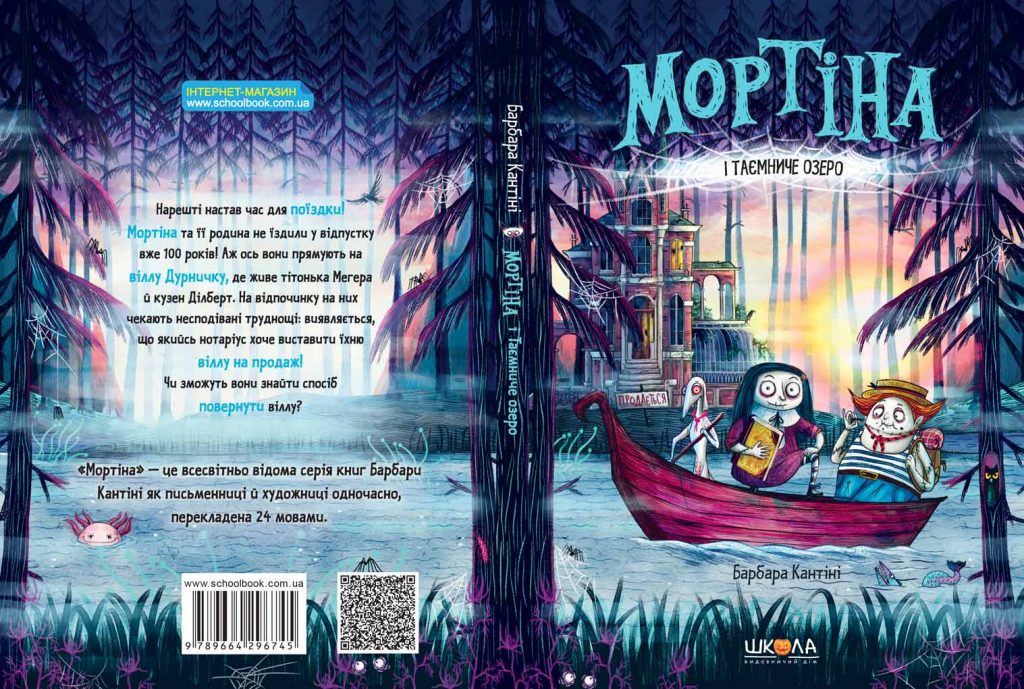 ІНТЕРНЕТ-МАГАЗИН
www.schoolbook.com.ua
Нарешті настав час для поїздки!
Мортіна та її родина не їздили у відпустку
вже 100 років! Аж ось вони прямують на
віллу Дурничку, де живе тітонька Мегера
й кузен Ділберт. На відпочинку на них
чекають несподівані труднощі: виявляється,
що якийсь нотаріус хоче виставити їхню
віллу на продаж!
Чи зможуть вони знайти спосіб
повернути віллу?
«Мортіна» — це всесвітньо відома серія книг Барбари
Кантіні як письменниці й художниці одночасно,
перекладена 24 мовами.
www.schoolbook.com.ua
9 789664 296745
Барбара Кантіні МОРТІНА і Таємниче озеро
МОРТІНА
І ТАЄМНИЧЕ ОЗЕРО
ПРОДАЄТЬСЯ
Барбара Кантіні
ШКОЛА
ВИДАВНИЧИЙ ДІМ